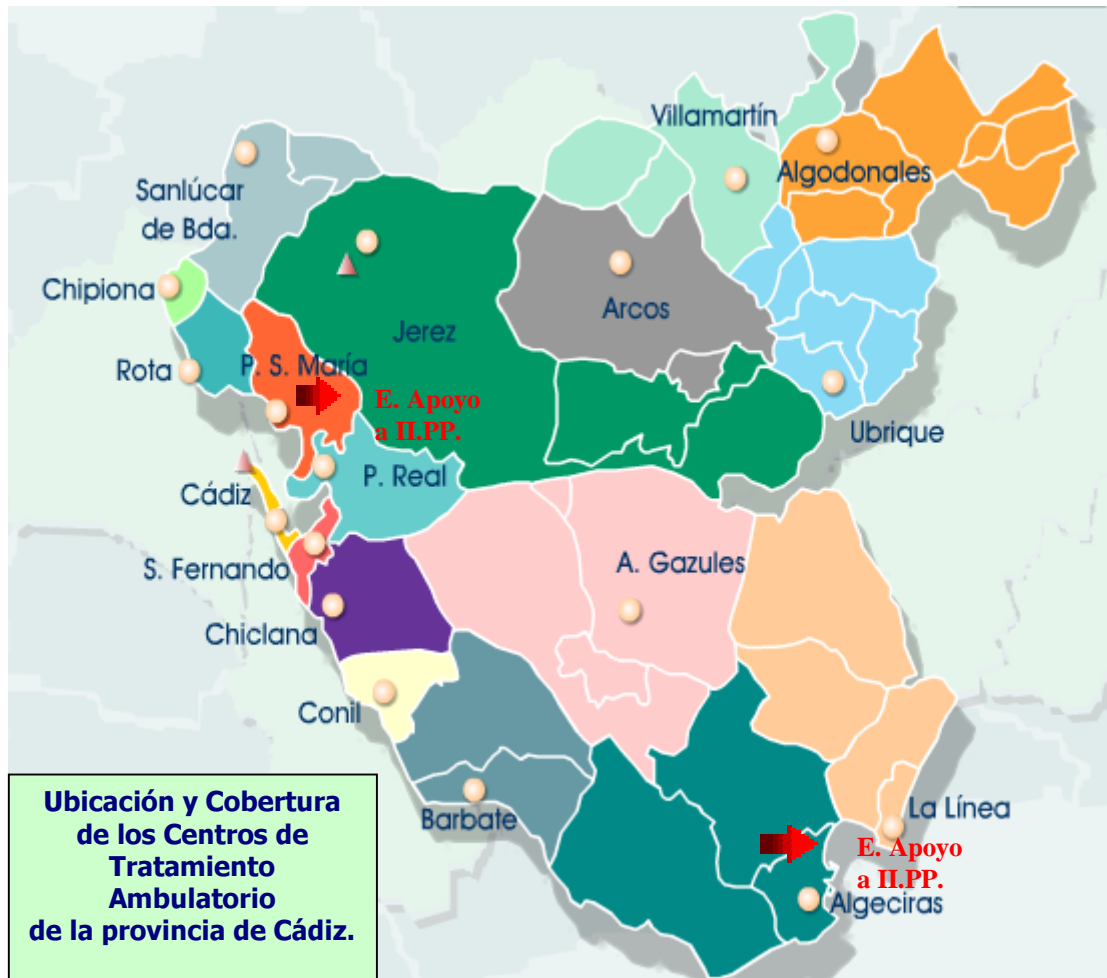 Villamartín
Algodonales
Sanlúcar
de Bda.
Chipiona
Arcos
Jerez
Rota
P. S. María
E. Apoyo
a II.PP.
Ubrique
P. Real
Cádiz
S. Fernando
A. Gazules
Chiclana
Conil
Barbate
La Línea
E. Apoyo
a II.PP.
Algeciras
Ubicación y Cobertura
de los Centros de
Tratamiento
Ambulatorio
de la provincia de Cádiz.